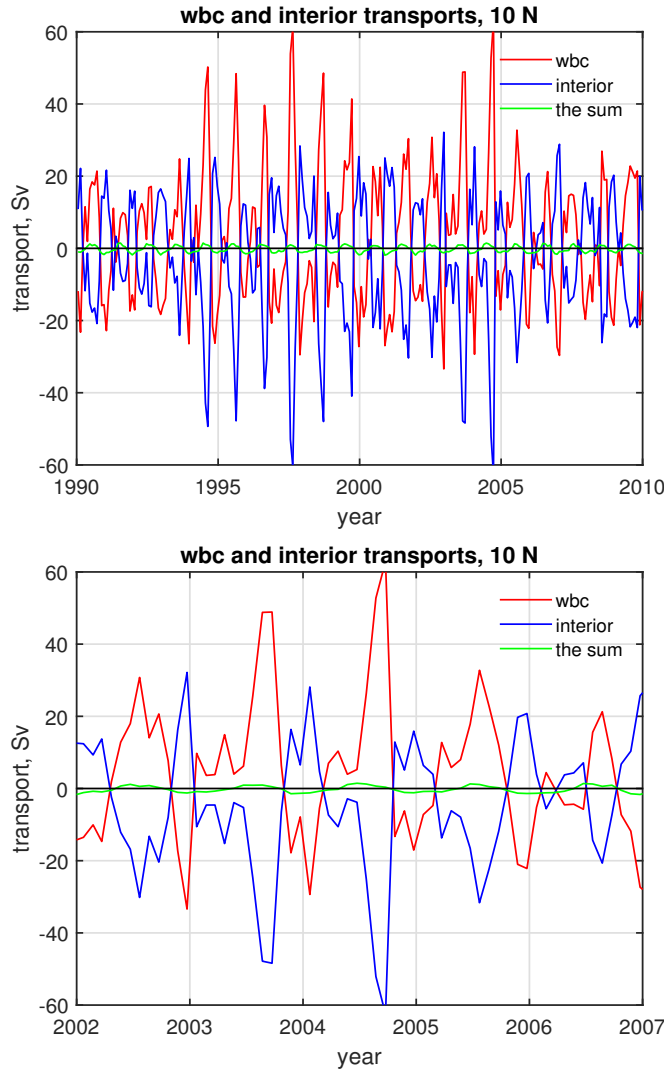 wbc and interior transports, 10 N
60
40
20
0
-20
-40
-60
transport, Sv
wbc
interior
the sum
1990
1995
2000
2005
2010
year
wbc and interior transports, 10 N
60
40
20
0
-20
-40
-60
transport, Sv
wbc
interior
the sum
2002
2003
2004
2005
2006
2007
year